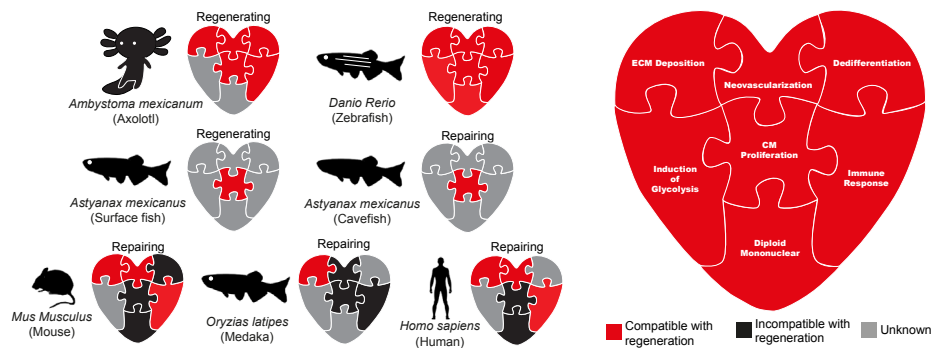 Regenerating
Ambystoma mexicanum
(Axolotl)
Regenerating
Danio Rerio
(Zebrafish)
Regenerating
Astyanax mexicanus
(Surface fish)
Repairing
Astyanax mexicanus
(Cavefish)
Repairing
Mus Musculus
(Mouse)
Repairing
Oryzias latipes
(Medaka)
Repairing
Homo sapiens
(Human)
ECM Deposition
Neovascularization
Dedifferentiation
CM
Proliferation
Induction
of
Glycolysis
Immune
Response
Diploid
Mononuclear
Compatible with
regeneration
Incompatible with
regeneration
Unknown